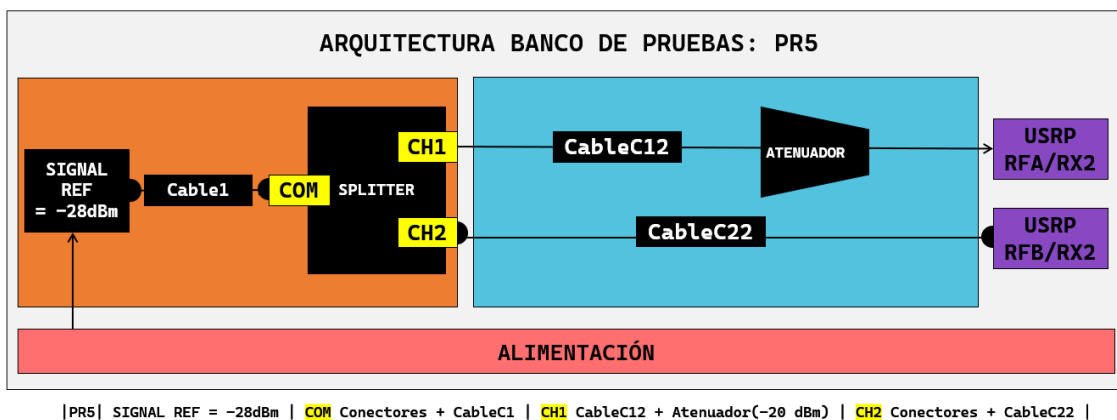 ARQUITECTURA BANCO DE PRUEBAS: PR5
SIGNAL
REF
= -28dBm
Cable1
COM
SPLITTER
CH1
CH2
CableC12
ATENUADOR
CableC22
USRP
RFA/RX2
USRP
RFB/RX2
ALIMENTACIÓN
|PR5| SIGNAL REF = -28dBm | COM Conectores + CableC1 | CH1 CableC12 + Atenuador(-20 dBm) | CH2 Conectores + CableC22 |